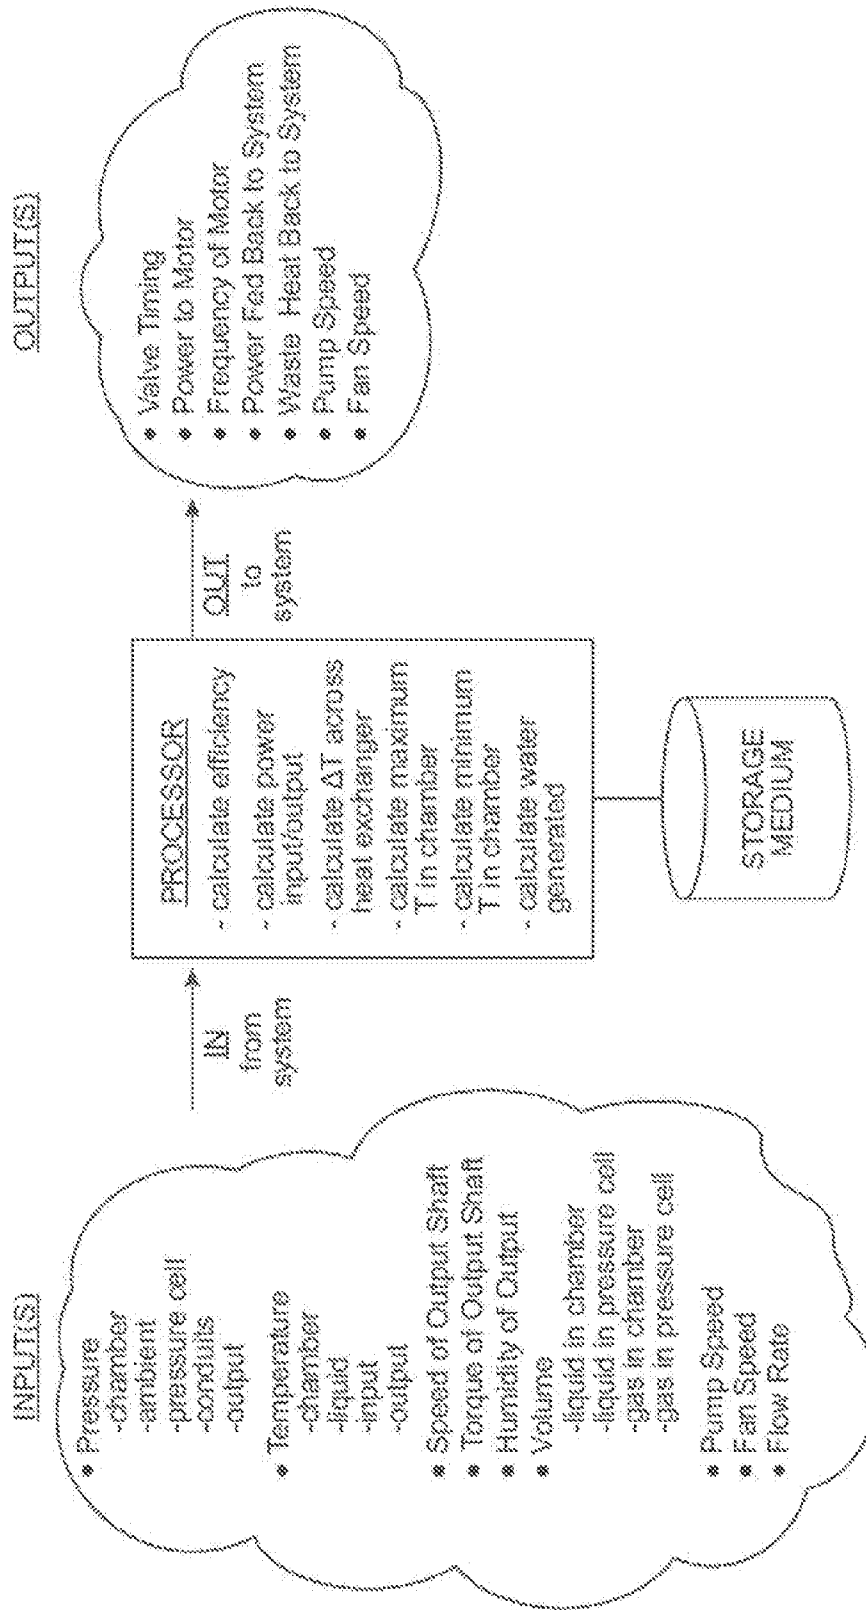 INPUT(S)
• Pressure
-chamber
-ambient
-pressure cell
-conduits
-output
• Temperature
-chamber
-liquid
-input
-output
• Speed of Output Shaft
• Torque of Output Shaft
• Humidity of Output
• Volume
-liquid in chamber
-liquid in pressure cell
-gas in chamber
-gas in pressure cell
• Pump Speed
• Fan Speed
• Flow Rate
IN
from
system
PROCESSOR
- calculate efficiency
- calculate power
input/output
- calculate ΔT across
heat exchanger
- calculate maximum
T in chamber
- calculate minimum
T in chamber
- calculate water
generated
STORAGE
MEDIUM
OUT
to
system
OUTPUT(S)
• Valve Timing
• Power to Motor
• Frequency of Motor
• Power Fed Back to System
• Waste Heat Back to System
• Pump Speed
• Fan Speed